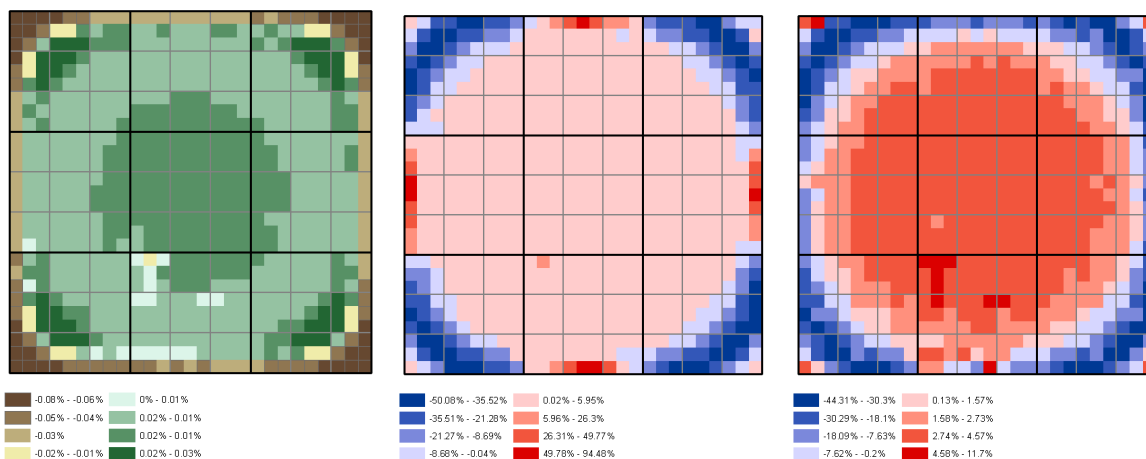 -0.08% - -0.06%
-0.05% - -0.04%
-0.03%
-0.02% - -0.01%
0% - 0.01%
0.02% - 0.01%
0.02% - 0.01%
0.02% - 0.03%
-50.08% - -35.52%
-35.51% - -21.28%
-21.27% - -8.69%
-8.68% - -0.04%
0.02% - 5.95%
5.96% - 26.3%
26.31% - 49.77%
49.78% - 94.48%
-44.31% - -30.3%
-30.29% - -18.1%
-18.09% - -7.63%
-7.62% - -0.2%
0.13% - 1.57%
1.58% - 2.73%
2.74% - 4.57%
4.58% - 11.7%